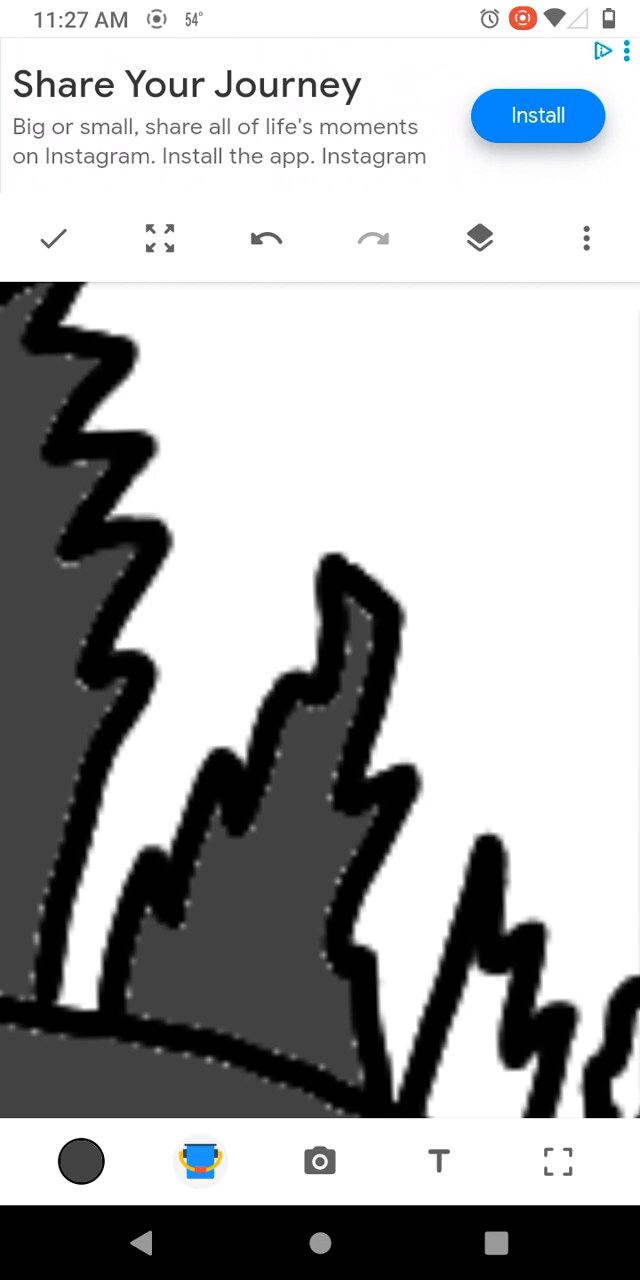 11:27 AM 54°
Share Your Journey
Big or small, share all of life's moments
on Instagram. Install the app. Instagram
Install
T